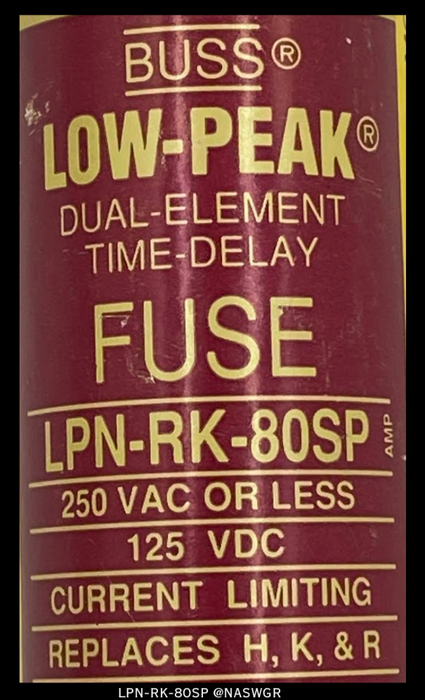 BUSS®
LOW-PEAK®
DUAL-ELEMENT
TIME-DELAY
FUSE
LPN-RK-80SP AMP
250 VAC OR LESS
125 VDC
CURRENT LIMITING
REPLACES H, K, & R
LPN-RK-80SP @NASWGR